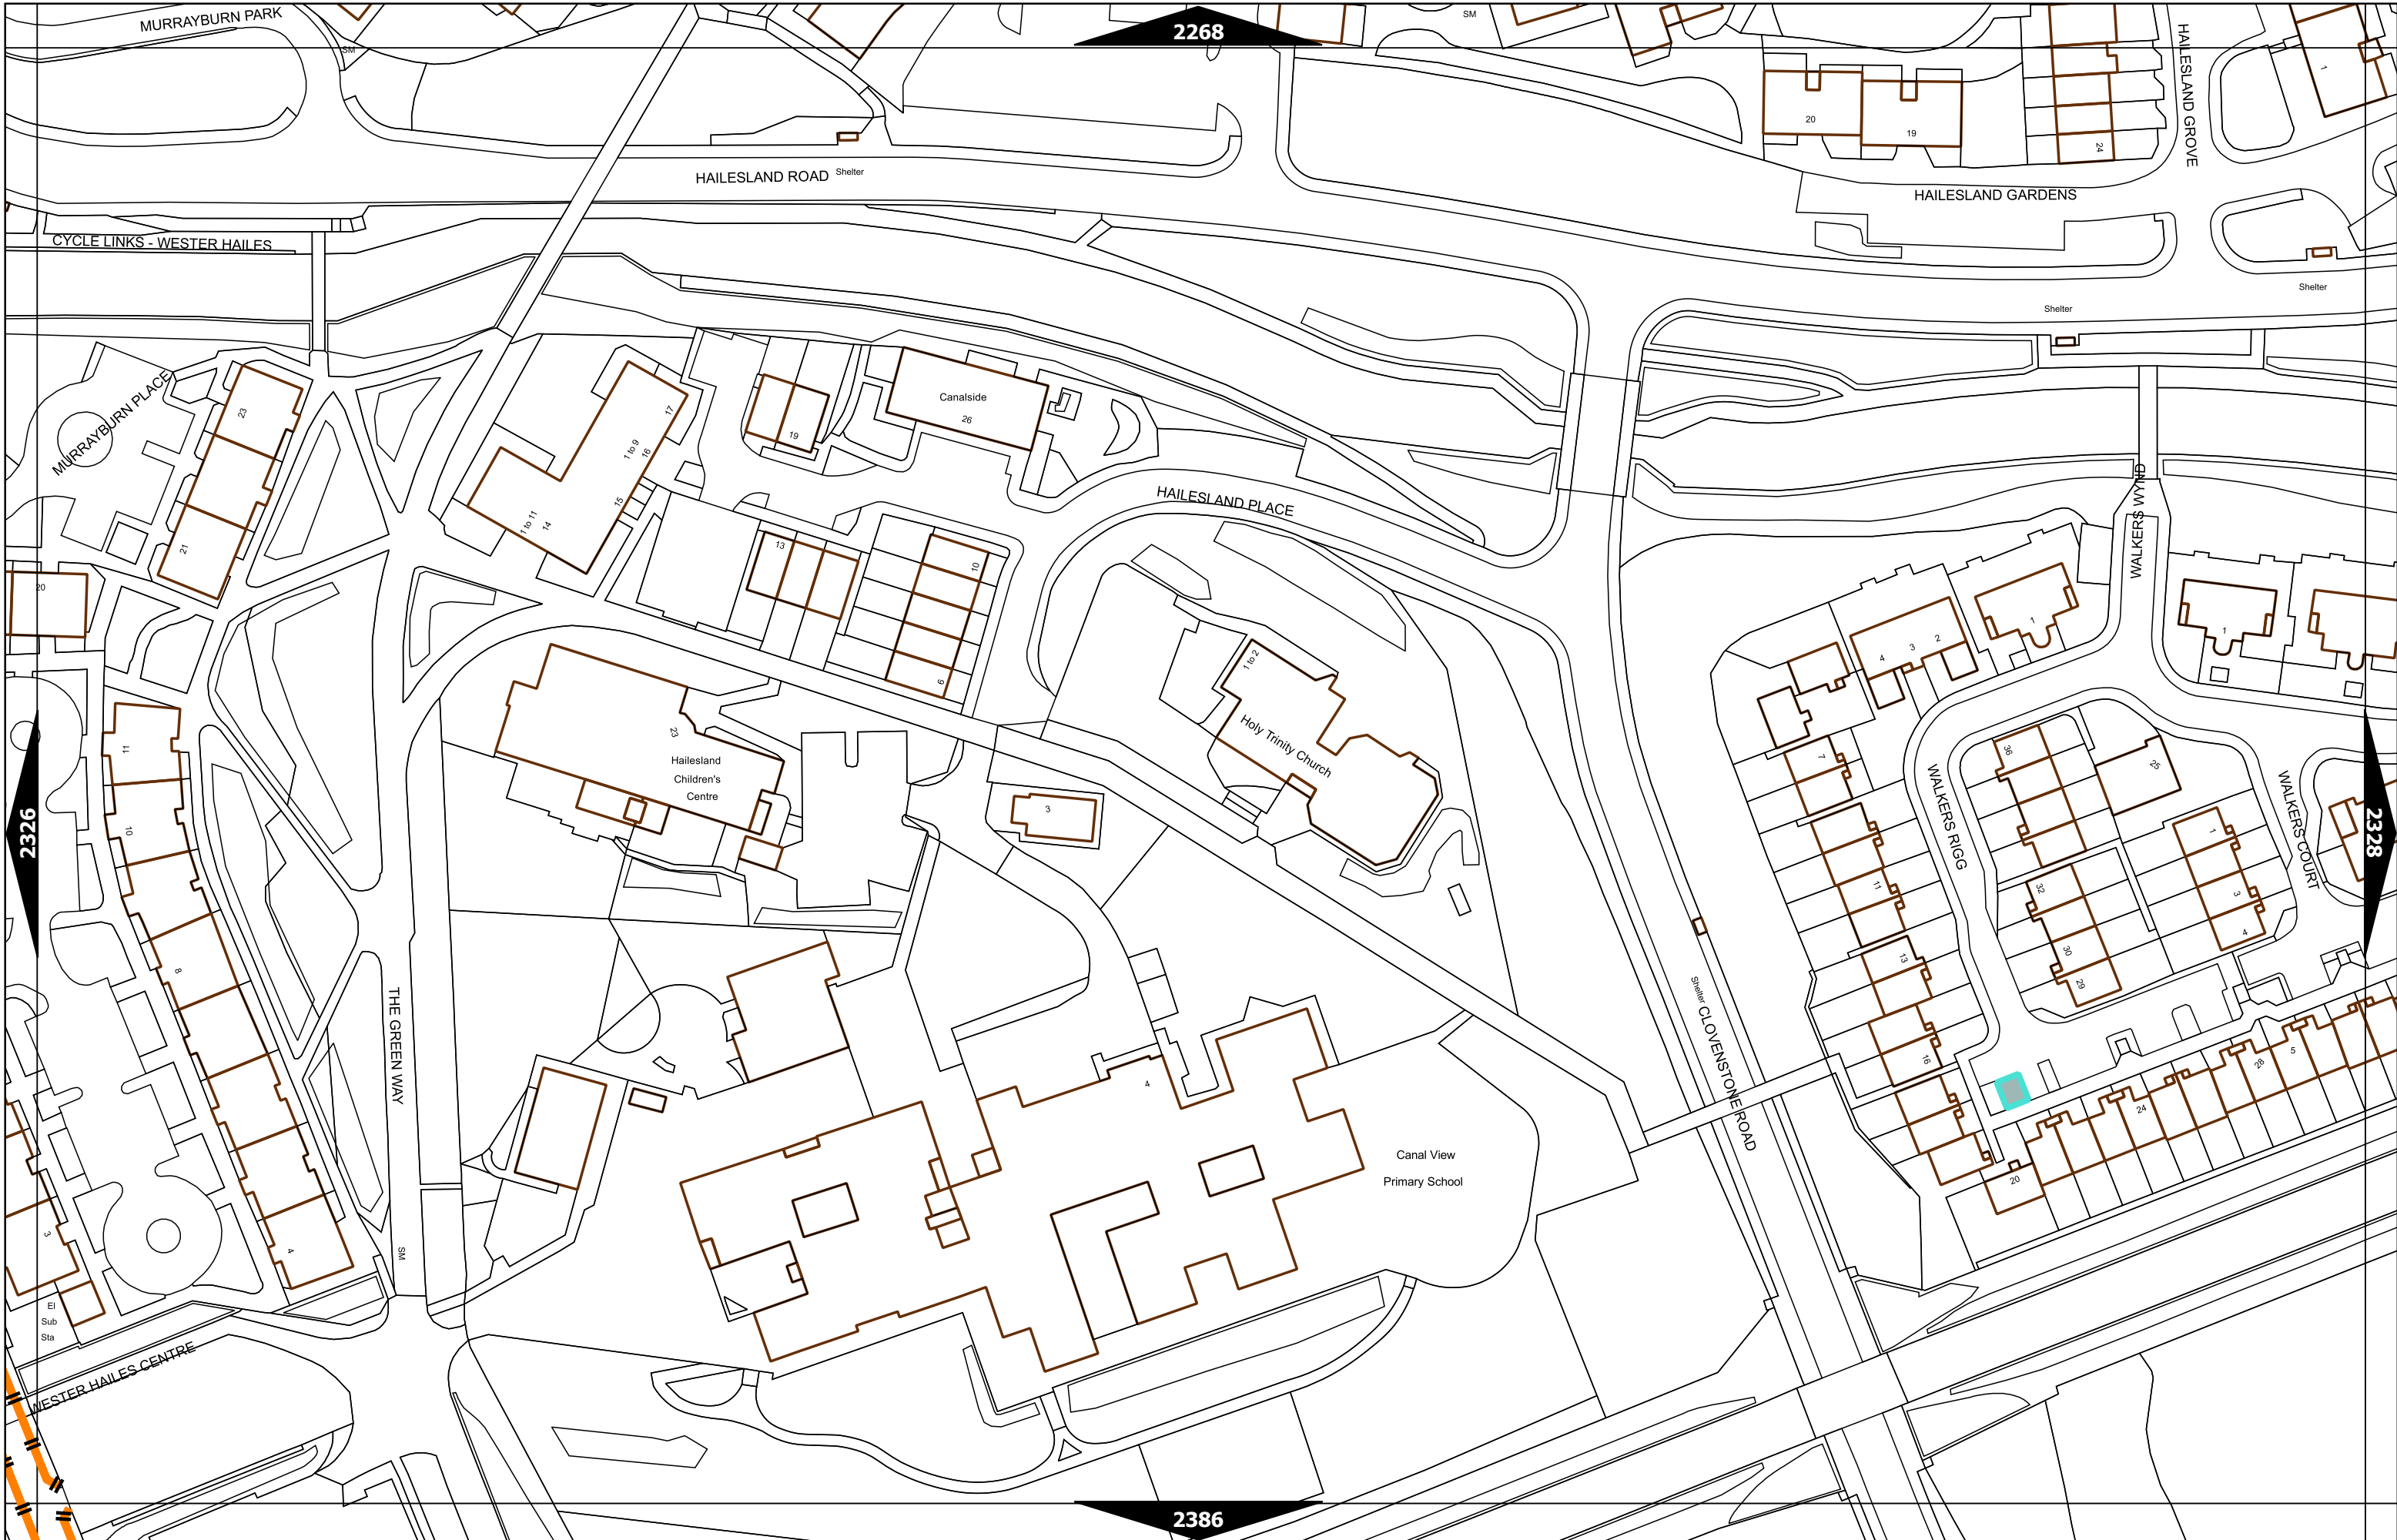 MURRAYBURN PARK
SM
2268
SM
HAILESLAND GROVE
1
20
19
24
HAILESLAND ROAD
Shelter
HAILESLAND GARDENS
CYCLE LINKS - WESTER HAILES
Shelter
Shelter
MURRAYBURN PLACE
23
21
20
17
1 to 9
16
15
1 to 11
14
19
Canalside
26
HAILESLAND PLACE
13
10
6
WALKERS WYND
1
2
3
4
1
1 to 2
Holy Trinity Church
23
Hailesland
Children's
Centre
3
11
10
8
4
3
2326
THE GREEN WAY
SM
7
11
13
16
WALKERS RIGG
36
25
32
30
29
1
3
4
WALKERS COURT
2328
Shelter
CLOVENSTONE ROAD
4
Canal View
Primary School
20
24
28
5
El
Sub
Sta
WESTER HAILES CENTRE
2386